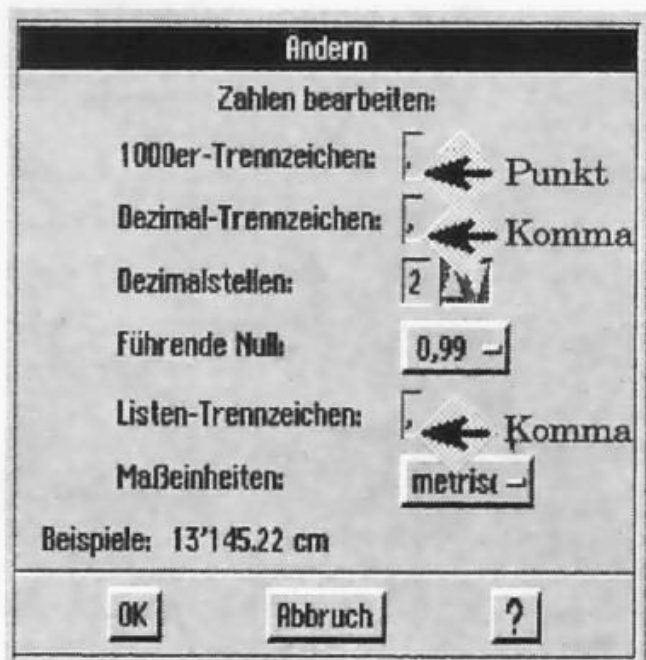 Ändern
Zahlen bearbeiten:
1000er-Trennzeichen: , Punkt
Dezimal-Trennzeichen: , Komma
Dezimalstellen: 2
Führende Null: 0,99
Listen-Trennzeichen: , Komma
Maßeinheiten: metrisc
Beispiele: 13'145.22 cm
OK Abbruch ?